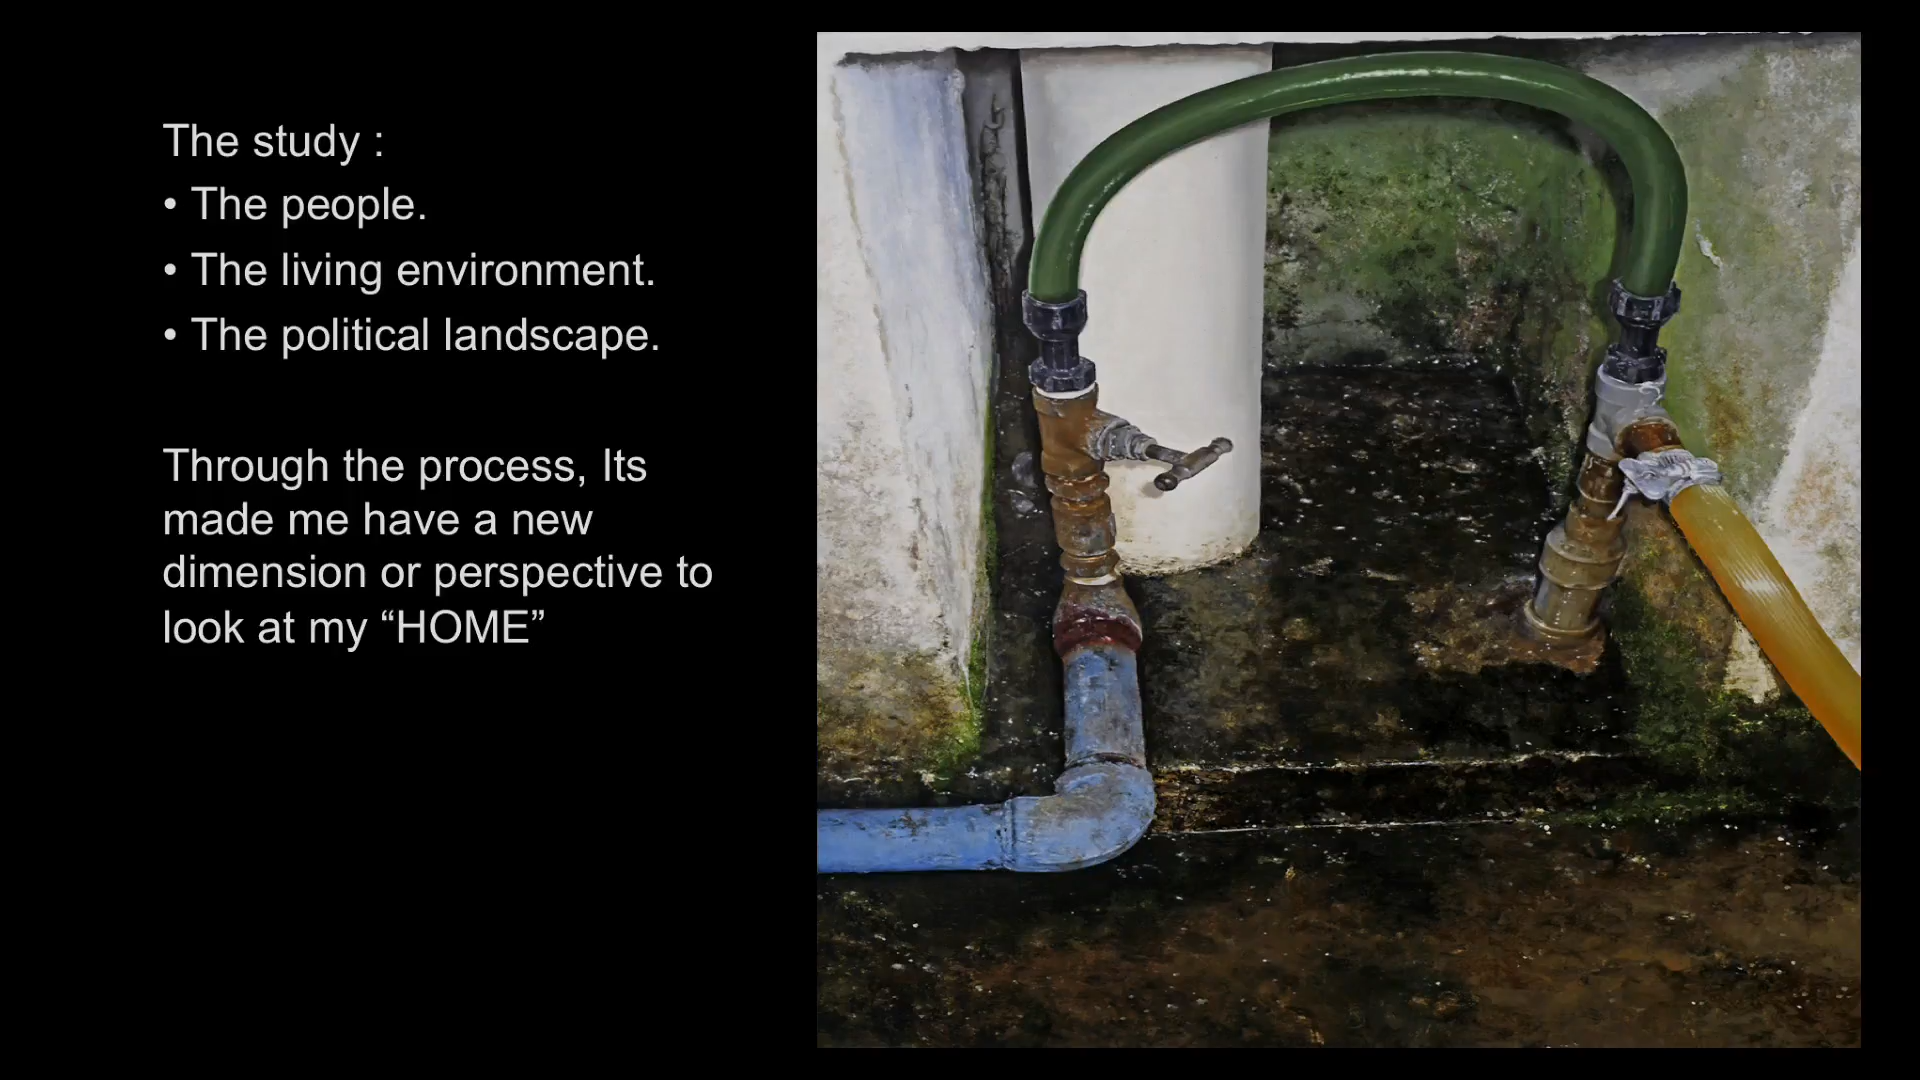 The study :
• The people.
• The living environment.
• The political landscape.
Through the process, Its
made me have a new
dimension or perspective to
look at my “HOME”